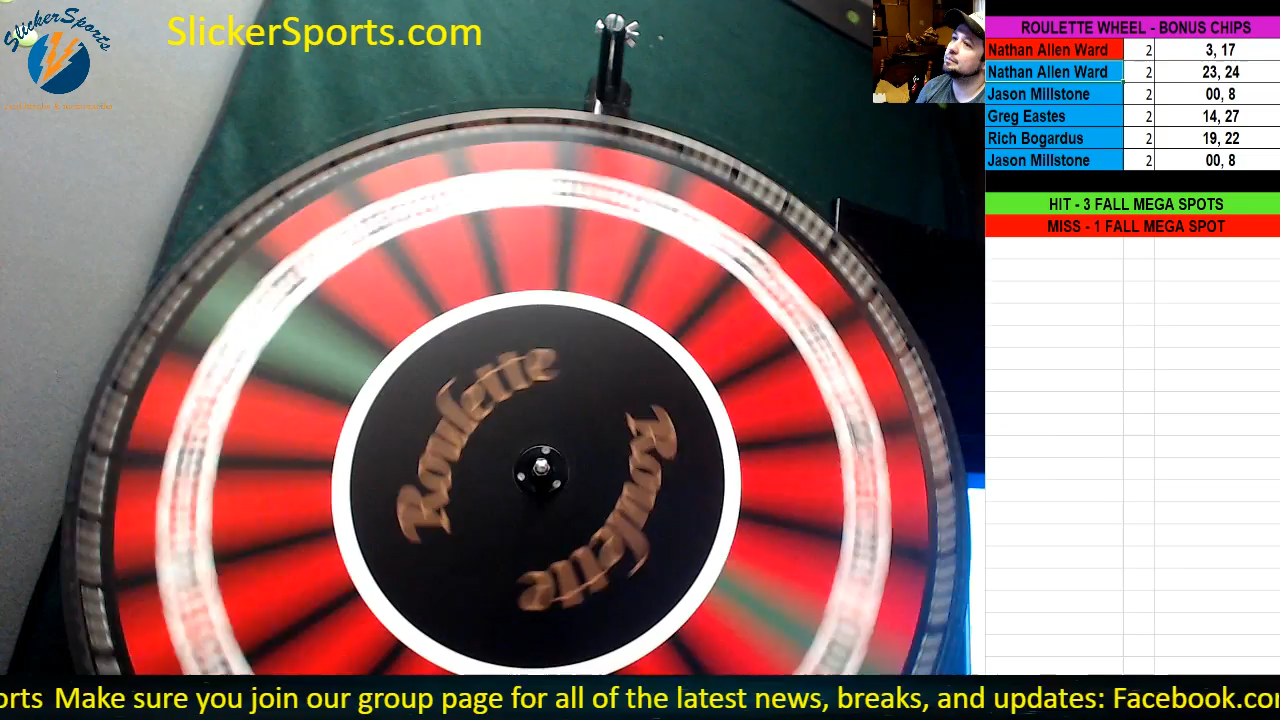 SlickerSports
SlickerSports.com
ROULETTE WHEEL - BONUS CHIPS
Nathan Allen Ward 2 3, 17
Nathan Allen Ward 2 23, 24
Jason Millstone 2 00, 8
Greg Eastes 2 14, 27
Rich Bogardus 2 19, 22
Jason Millstone 2 00, 8
HIT - 3 FALL MEGA SPOTS
MISS - 1 FALL MEGA SPOT
Roulette
Roulette
orts Make sure you join our group page for all of the latest news, breaks, and updates: Facebook.co